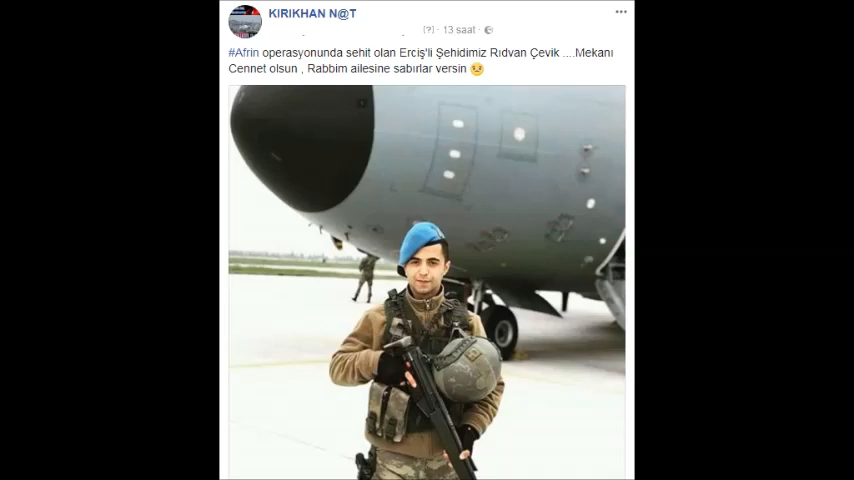 KIRIKHAN N@T
[?] · 13 saat ·
#Afrin operasyonunda sehit olan Erciş'li Şehidimiz Rıdvan Çevik ....Mekanı
Cennet olsun , Rabbim ailesine sabırlar versin